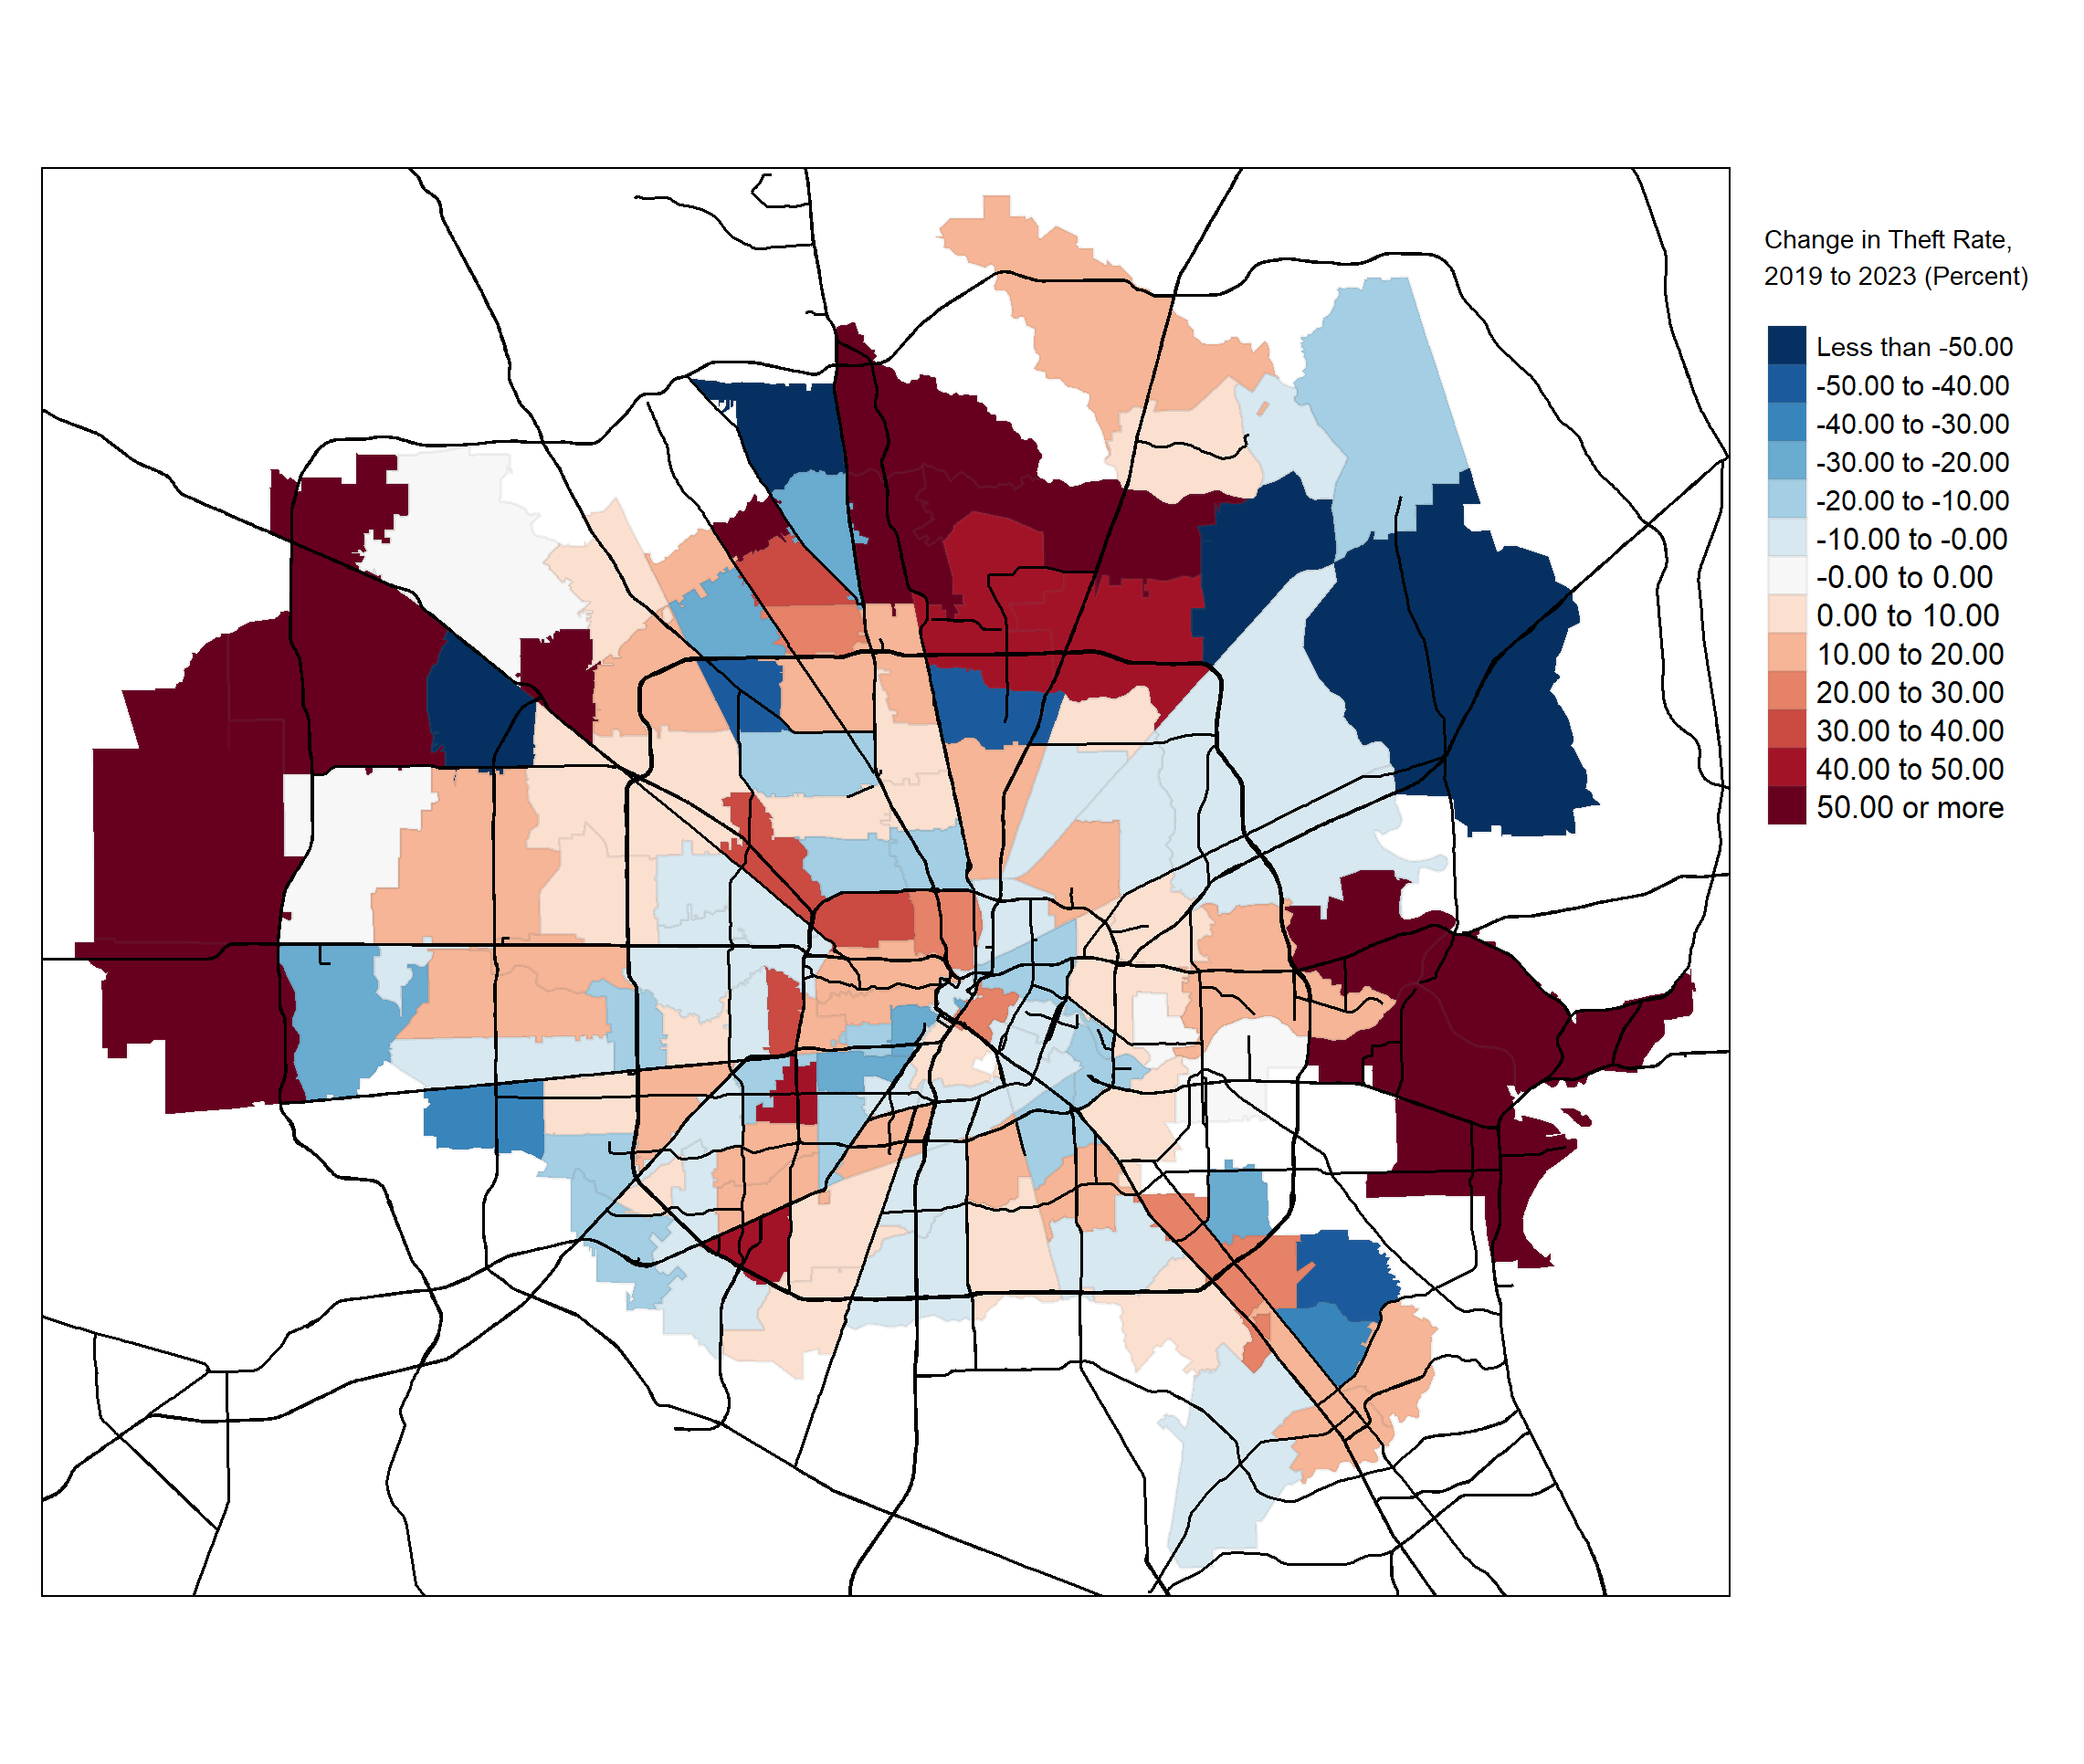 Change in Theft Rate,
2019 to 2023 (Percent)
Less than -50.00
-50.00 to -40.00
-40.00 to -30.00
-30.00 to -20.00
-20.00 to -10.00
-10.00 to -0.00
-0.00 to 0.00
0.00 to 10.00
10.00 to 20.00
20.00 to 30.00
30.00 to 40.00
40.00 to 50.00
50.00 or more